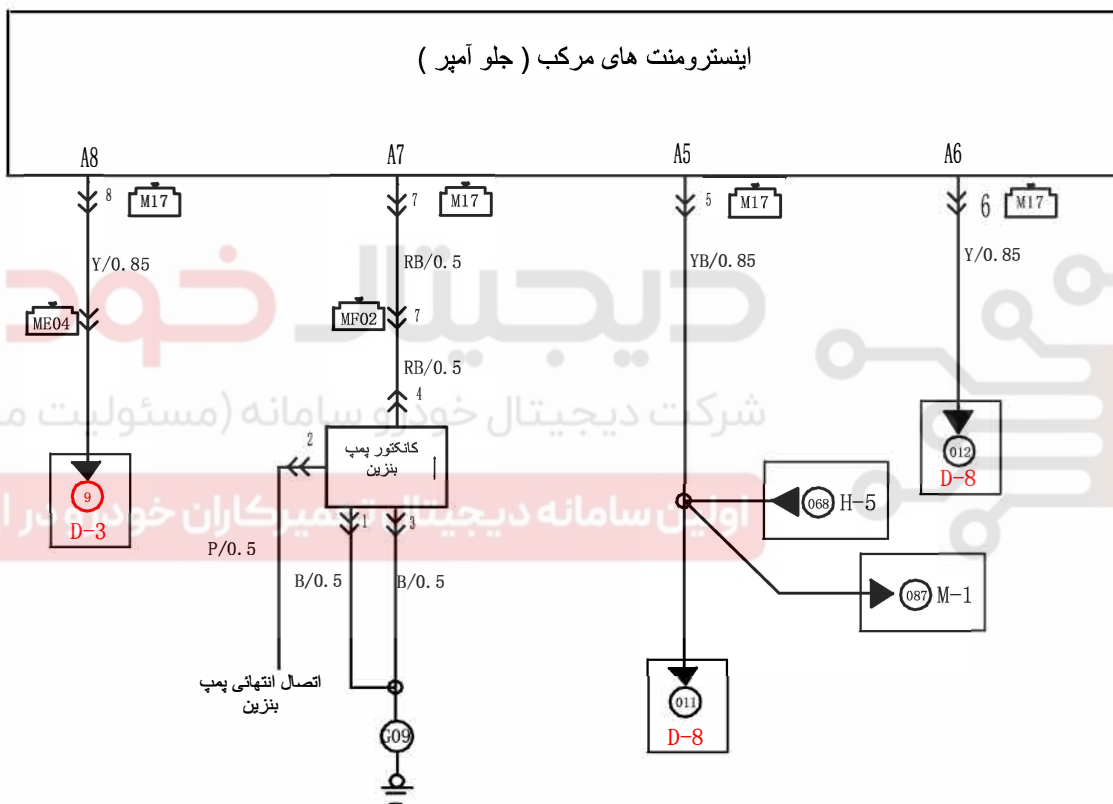 اینسترومنت های مرکب ( جلو آمپر )
A8
A7
A5
A6
8
M17
7
M17
5
M17
6
M17
Y/0.85
RB/0.5
YB/0.85
Y/0.85
دیجیتال خود
ME04
MF02
7
RB/0.5
4
شرکت دیجیتال خودرو سامانه (مسئولیت م
کانکتور پمپ
بنزین
2
012
D-8
9
D-3
اولین سامانه دیجیتال تعمیرکاران خودرو در ا
068
H-5
1
3
P/0.5
B/0.5
B/0.5
087
M-1
اتصال انتهائی پمپ
بنزین
011
D-8
G09